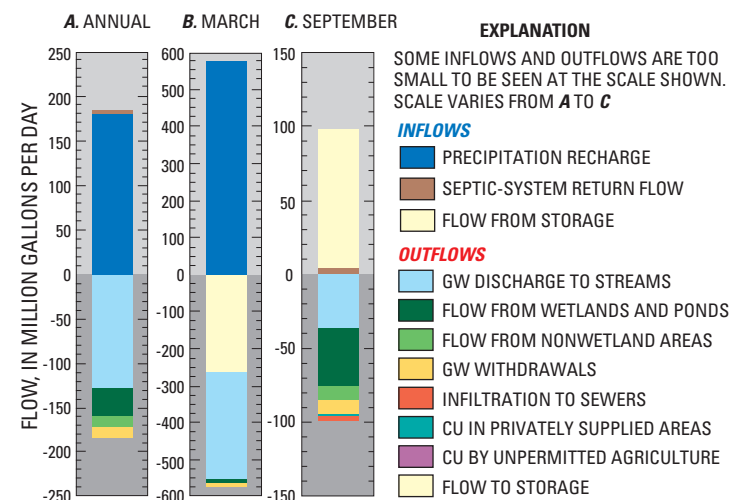 A. ANNUAL
B. MARCH
C. SEPTEMBER
FLOW, IN MILLION GALLONS PER DAY
250
200
150
100
50
0
-50
-100
-150
-200
-250
600
500
400
300
200
100
0
-100
-200
-300
-400
-500
-600
150
100
50
0
-50
-100
-150
EXPLANATION
SOME INFLOWS AND OUTFLOWS ARE TOO
SMALL TO BE SEEN AT THE SCALE SHOWN.
SCALE VARIES FROM A TO C
INFLOWS
PRECIPITATION RECHARGE
SEPTIC-SYSTEM RETURN FLOW
FLOW FROM STORAGE
OUTFLOWS
GW DISCHARGE TO STREAMS
FLOW FROM WETLANDS AND PONDS
FLOW FROM NONWETLAND AREAS
GW WITHDRAWALS
INFILTRATION TO SEWERS
CU IN PRIVATELY SUPPLIED AREAS
CU BY UNPERMITTED AGRICULTURE
FLOW TO STORAGE